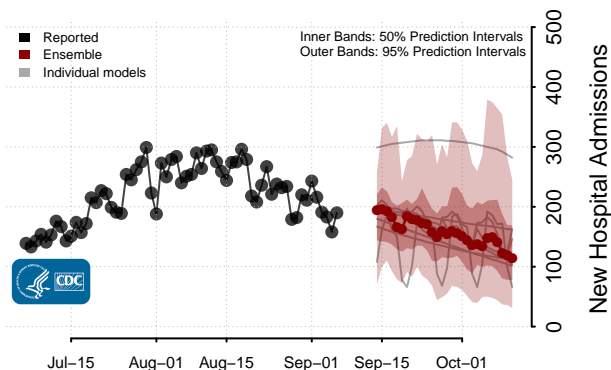 Reported
Ensemble
Individual models
Inner Bands: 50% Prediction Intervals
Outer Bands: 95% Prediction Intervals
500
400
300
200
100
0
New Hospital Admissions
CDC
Jul–15
Aug–01
Aug–15
Sep–01
Sep–15
Oct–01